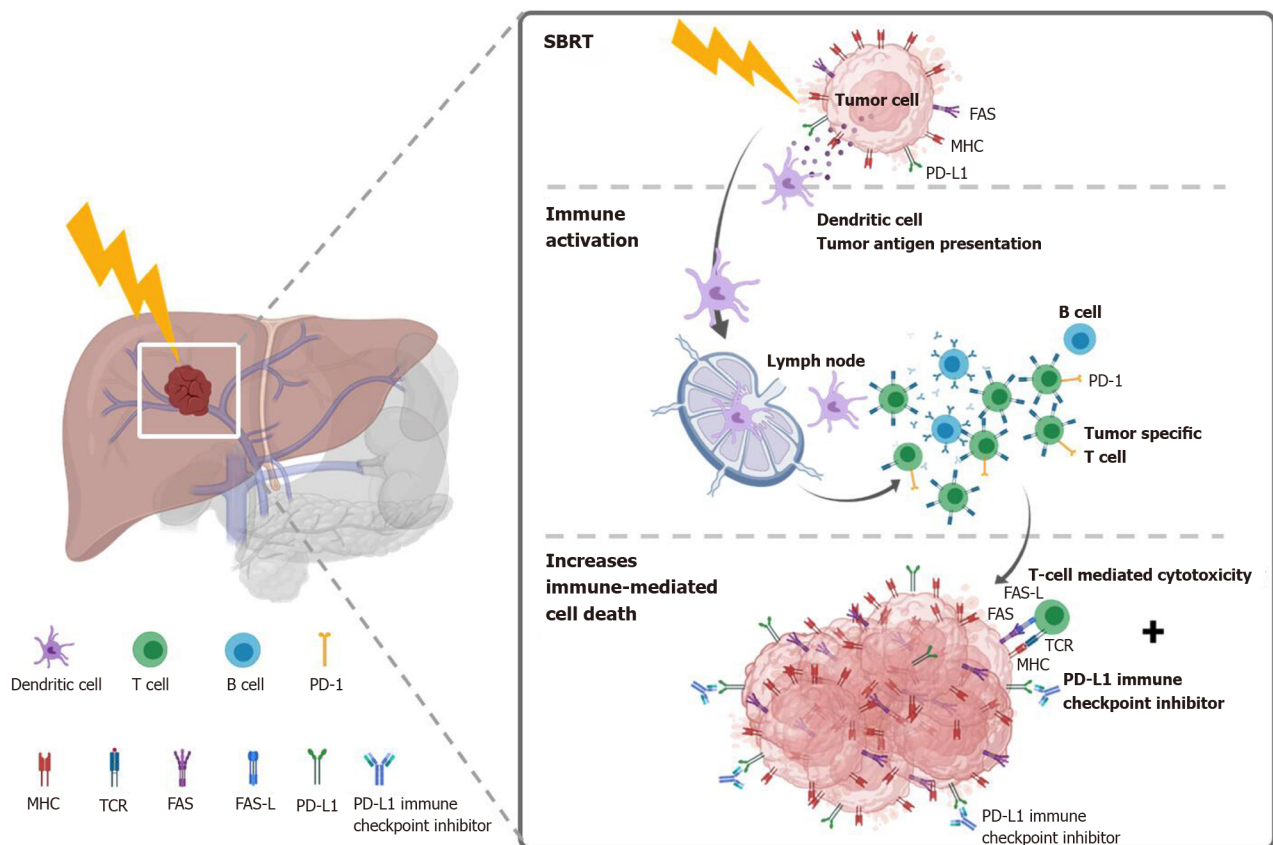 SBRT
Tumor cell
FAS
MHC
PD-L1
Immune
activation
Dendritic cell
Tumor antigen presentation
B cell
Lymph node
PD-1
Tumor specific
T cell
Increases
immune-mediated
cell death
T-cell mediated cytotoxicity
FAS-L
FAS
TCR
MHC
+
PD-L1 immune
checkpoint inhibitor
PD-L1 immune
checkpoint inhibitor
Dendritic cell
T cell
B cell
PD-1
MHC
TCR
FAS
FAS-L
PD-L1
PD-L1 immune
checkpoint inhibitor